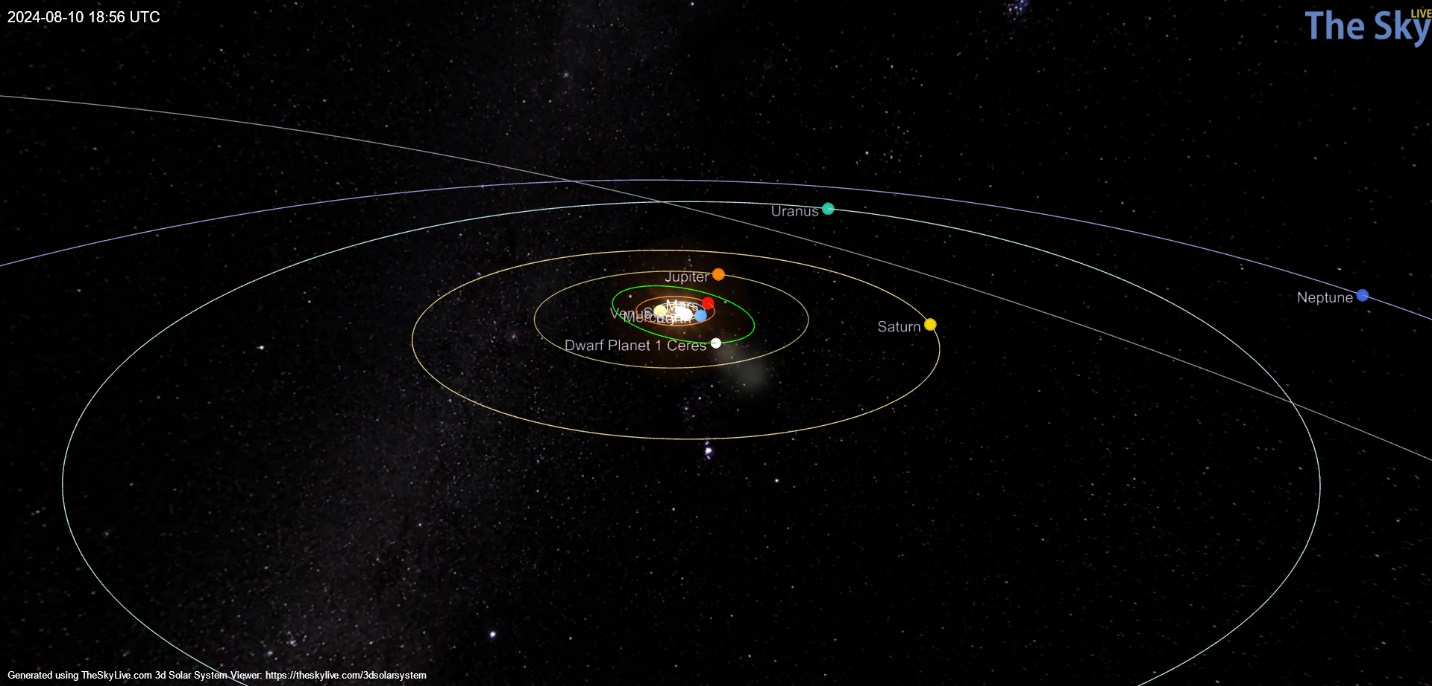 2024-08-10 18:56 UTC
LIVE
The Sky
Uranus
Jupiter
Neptune
Mars
Venus
Saturn
Dwarf Planet 1 Ceres
Generated using TheSkyLive.com 3d Solar System Viewer: https://theskylive.com/3dsolarsystem